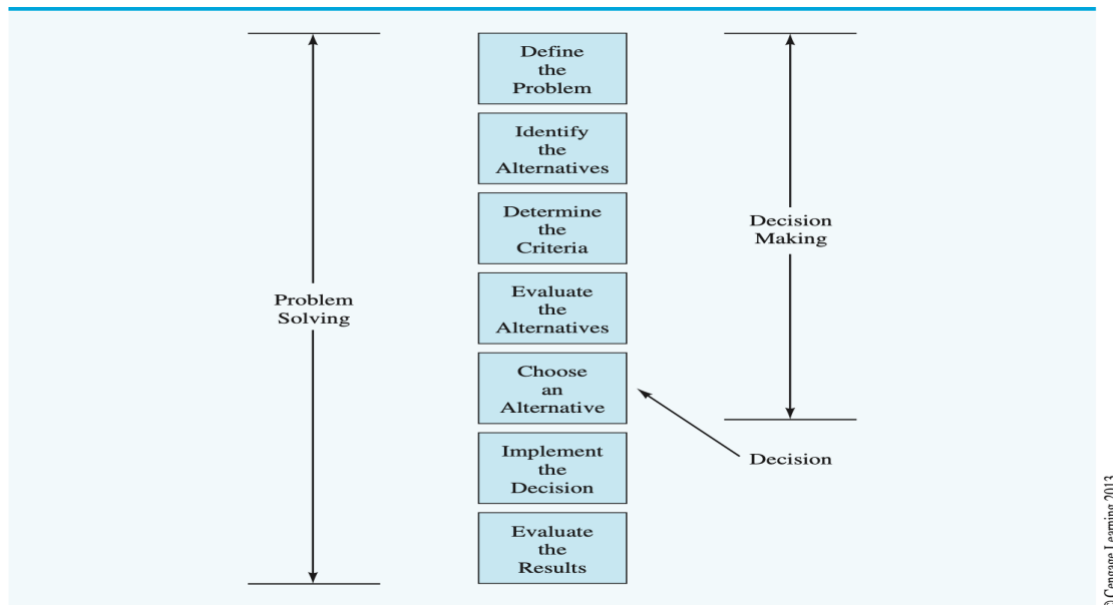 Define
the
Problem
Identify
the
Alternatives
Determine
the
Criteria
Evaluate
the
Alternatives
Choose
an
Alternative
Implement
the
Decision
Evaluate
the
Results
Problem
Solving
Decision
Making
Decision
© Cengage Learning 2013